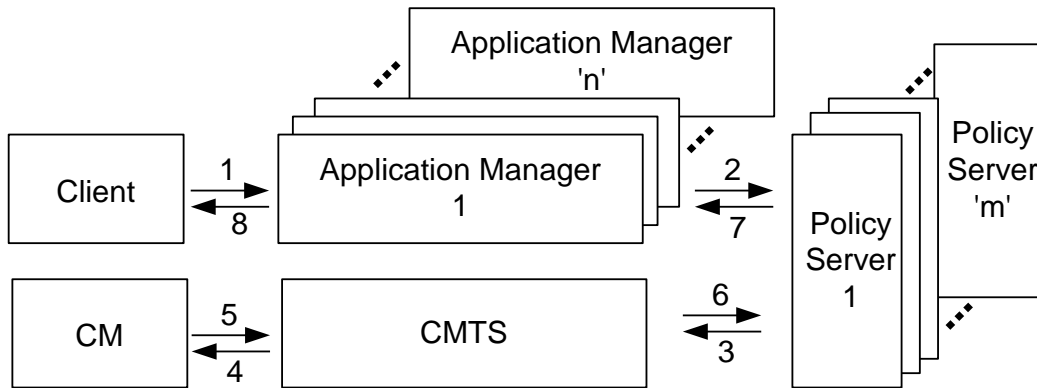 Application Manager
'n'
Policy
Server
'm'
Client
1
8
Application Manager
1
2
7
Policy
Server
1
CM
5
4
CMTS
6
3